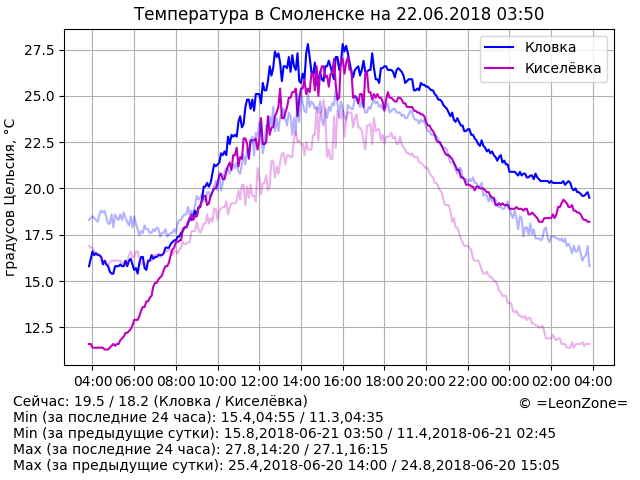 Температура в Смоленске на 22.06.2018 03:50
27.5
25.0
22.5
20.0
17.5
15.0
12.5
градусов Цельсия, °C
Кловка
Киселёвка
04:00 06:00 08:00 10:00 12:00 14:00 16:00 18:00 20:00 22:00 00:00 02:00 04:00
Сейчас: 19.5 / 18.2 (Кловка / Киселёвка)
© =LeonZone=
Min (за последние 24 часа): 15.4,04:55 / 11.3,04:35
Min (за предыдущие сутки): 15.8,2018-06-21 03:50 / 11.4,2018-06-21 02:45
Max (за последние 24 часа): 27.8,14:20 / 27.1,16:15
Max (за предыдущие сутки): 25.4,2018-06-20 14:00 / 24.8,2018-06-20 15:05